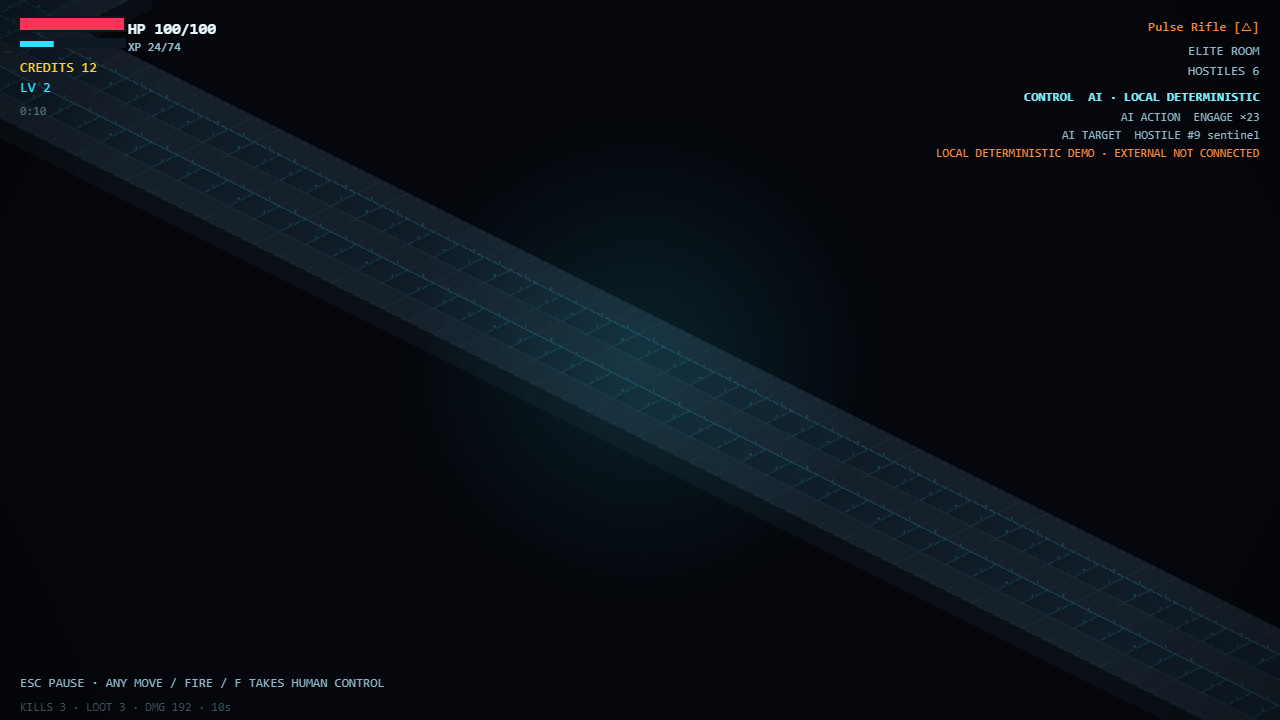 HP 100/100
XP 24/74
CREDITS 12
LV 2
0:10
Pulse Rifle [△]
ELITE ROOM
HOSTILES 6
CONTROL AI · LOCAL DETERMINISTIC
AI ACTION ENGAGE ×23
AI TARGET HOSTILE #9 sentinel
LOCAL DETERMINISTIC DEMO · EXTERNAL NOT CONNECTED
ESC PAUSE · ANY MOVE / FIRE / F TAKES HUMAN CONTROL
KILLS 3 · LOOT 3 · DMG 192 · 10s